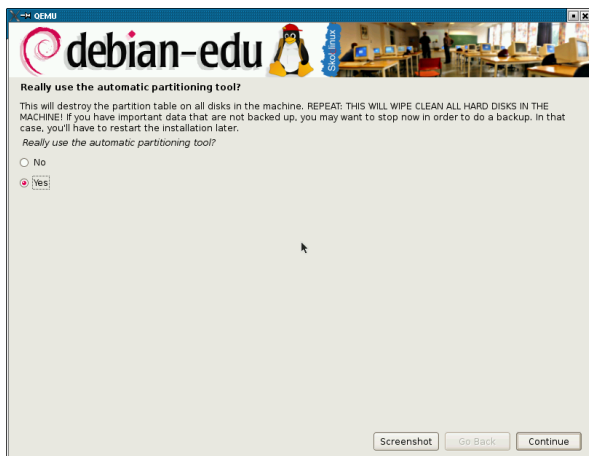 QEMU
debian-edu
Skolelinux
Really use the automatic partitioning tool?
This will destroy the partition table on all disks in the machine. REPEAT: THIS WILL WIPE CLEAN ALL HARD DISKS IN THE
MACHINE! If you have important data that are not backed up, you may want to stop now in order to do a backup. In that
case, you'll have to restart the installation later.
Really use the automatic partitioning tool?
No
Yes
Screenshot
Go Back
Continue